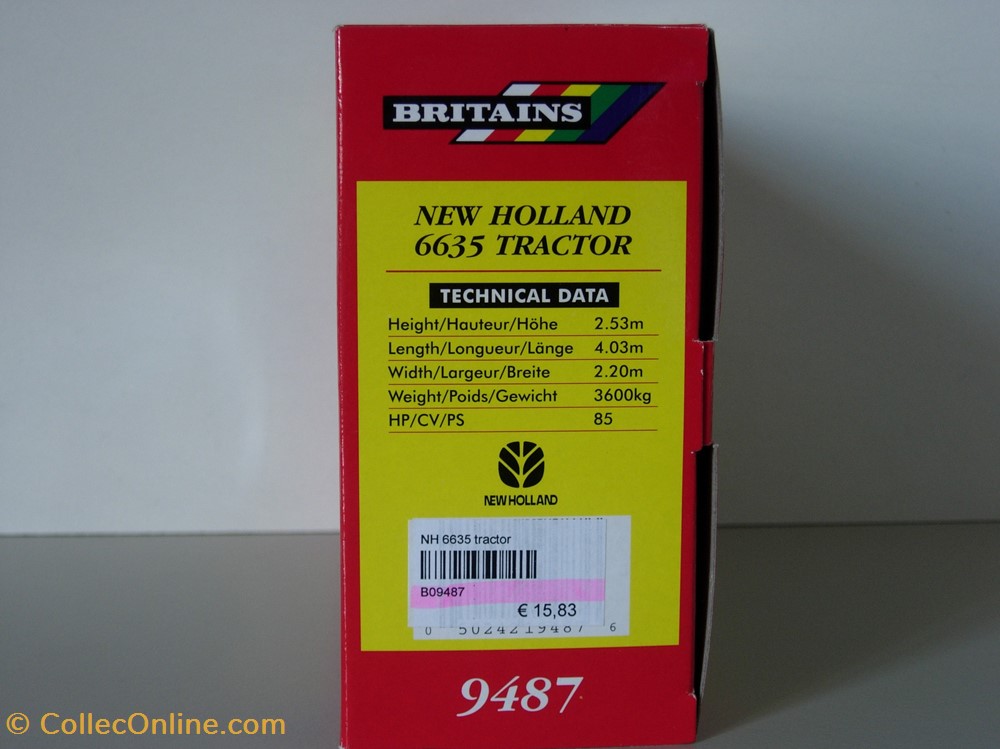 BRITAINS
NEW HOLLAND
6635 TRACTOR
TECHNICAL DATA
Height/Hauteur/Höhe 2.53m
Length/Longueur/Länge 4.03m
Width/Largeur/Breite 2.20m
Weight/Poids/Gewicht 3600kg
HP/CV/PS 85
NEW HOLLAND
NH 6635 tractor
B09487
€ 15,83
0 5024219487 6
9487
© CollecOnline.com